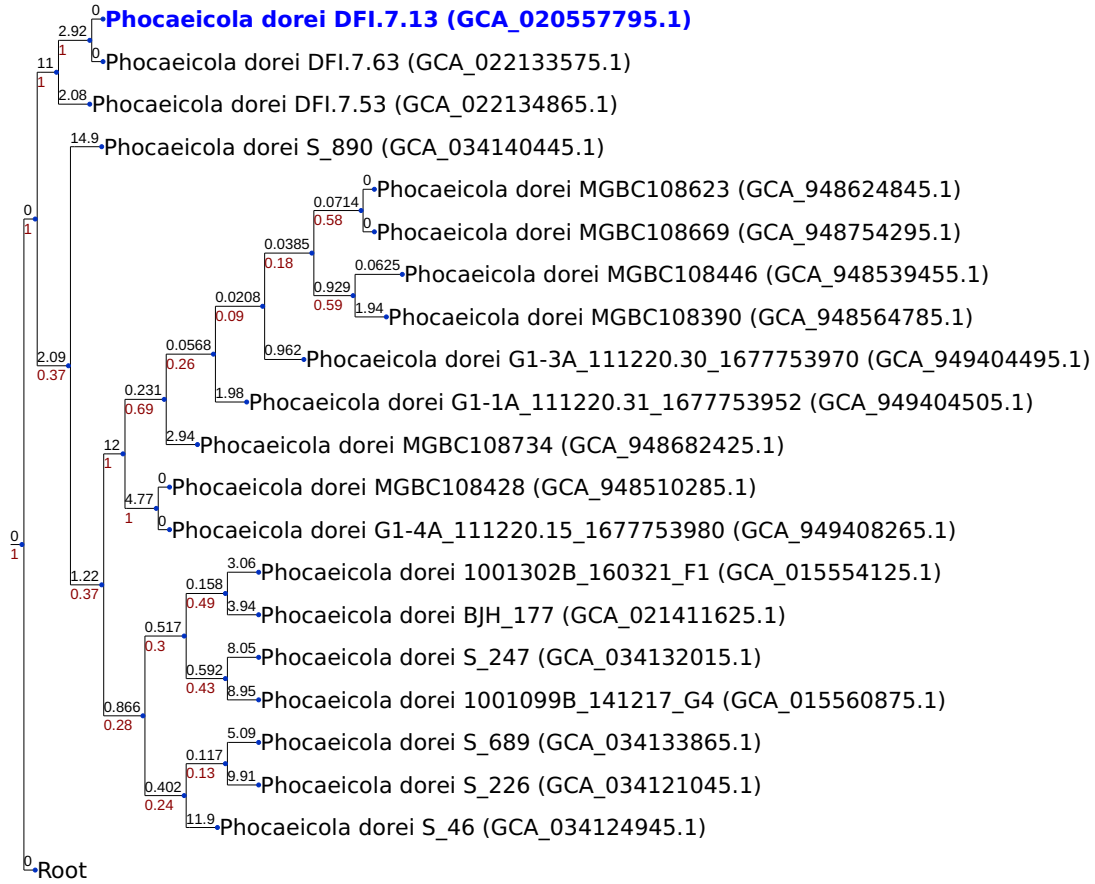 0
Phocaeicola dorei DFI.7.13 (GCA_020557795.1)
2.92
1
0
Phocaeicola dorei DFI.7.63 (GCA_022133575.1)
11
1
2.08
Phocaeicola dorei DFI.7.53 (GCA_022134865.1)
14.9
Phocaeicola dorei S_890 (GCA_034140445.1)
0
Phocaeicola dorei MGBC108623 (GCA_948624845.1)
0.0714
0.58
0
Phocaeicola dorei MGBC108669 (GCA_948754295.1)
0
1
0.0385
0.18
0.0625
Phocaeicola dorei MGBC108446 (GCA_948539455.1)
0.929
0.59
1.94
Phocaeicola dorei MGBC108390 (GCA_948564785.1)
0.0208
0.09
0.962
Phocaeicola dorei G1-3A_111220.30_1677753970 (GCA_949404495.1)
0.0568
0.26
2.09
0.37
1.98
Phocaeicola dorei G1-1A_111220.31_1677753952 (GCA_949404505.1)
0.231
0.69
2.94
Phocaeicola dorei MGBC108734 (GCA_948682425.1)
12
1
0
Phocaeicola dorei MGBC108428 (GCA_948510285.1)
4.77
1
0
Phocaeicola dorei G1-4A_111220.15_1677753980 (GCA_949408265.1)
0
1
3.06
Phocaeicola dorei 1001302B_160321_F1 (GCA_015554125.1)
1.22
0.37
0.158
0.49
3.94
Phocaeicola dorei BJH_177 (GCA_021411625.1)
0.517
0.3
8.05
Phocaeicola dorei S_247 (GCA_034132015.1)
0.592
0.43
8.95
Phocaeicola dorei 1001099B_141217_G4 (GCA_015560875.1)
0.866
0.28
5.09
Phocaeicola dorei S_689 (GCA_034133865.1)
0.117
0.13
9.91
Phocaeicola dorei S_226 (GCA_034121045.1)
0.402
0.24
11.9
Phocaeicola dorei S_46 (GCA_034124945.1)
0
Root